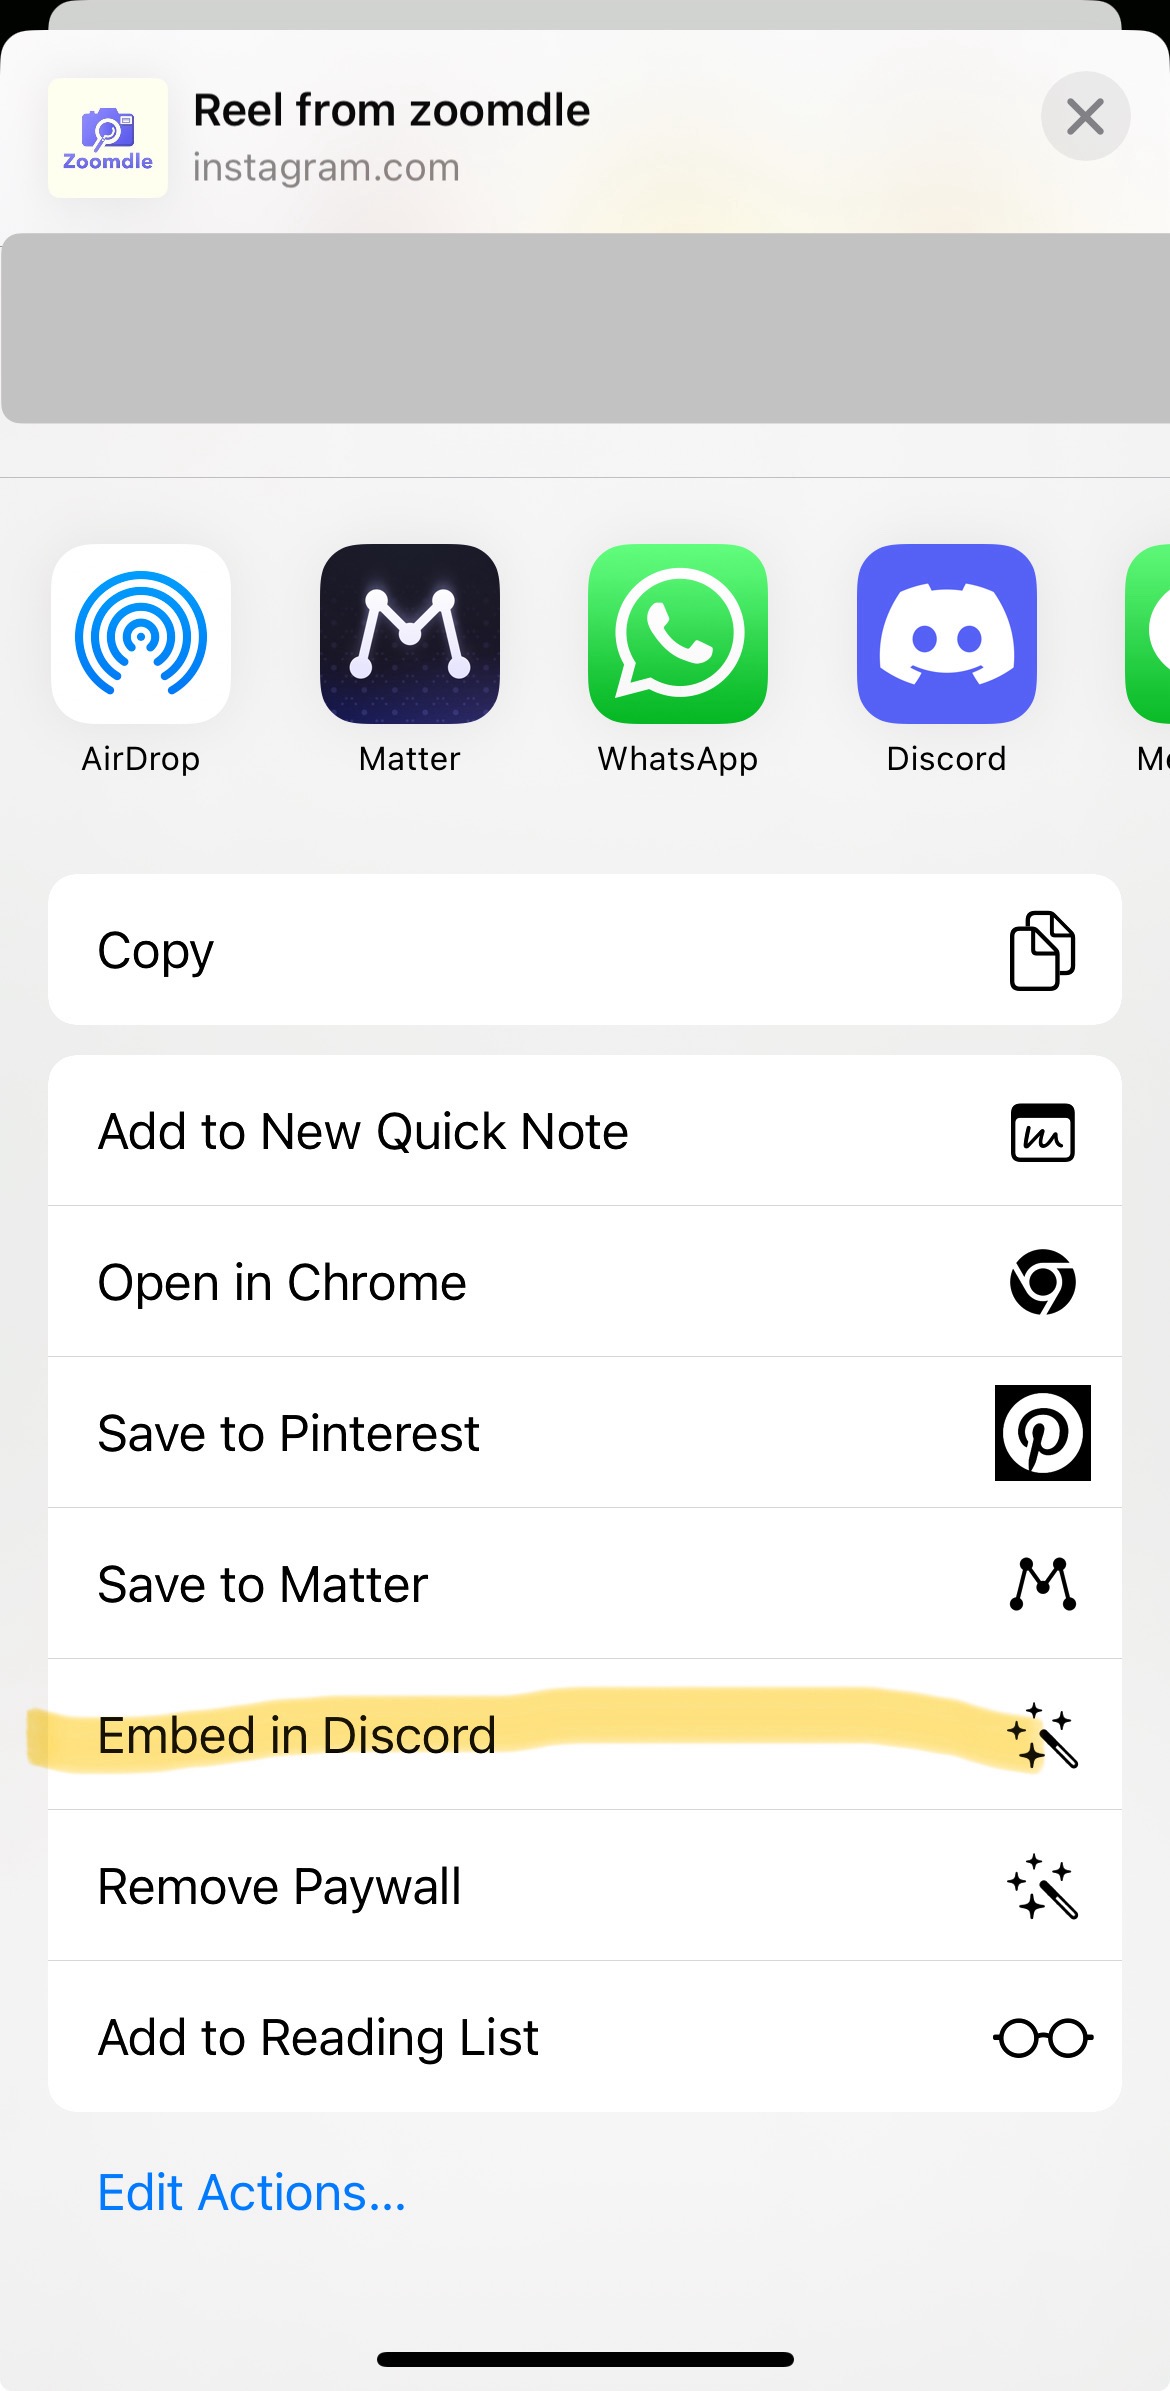 Zoomdle
Reel from zoomdle
instagram.com
AirDrop
Matter
WhatsApp
Discord
Copy
Add to New Quick Note
Open in Chrome
Save to Pinterest
Save to Matter
Embed in Discord
Remove Paywall
Add to Reading List
Edit Actions...